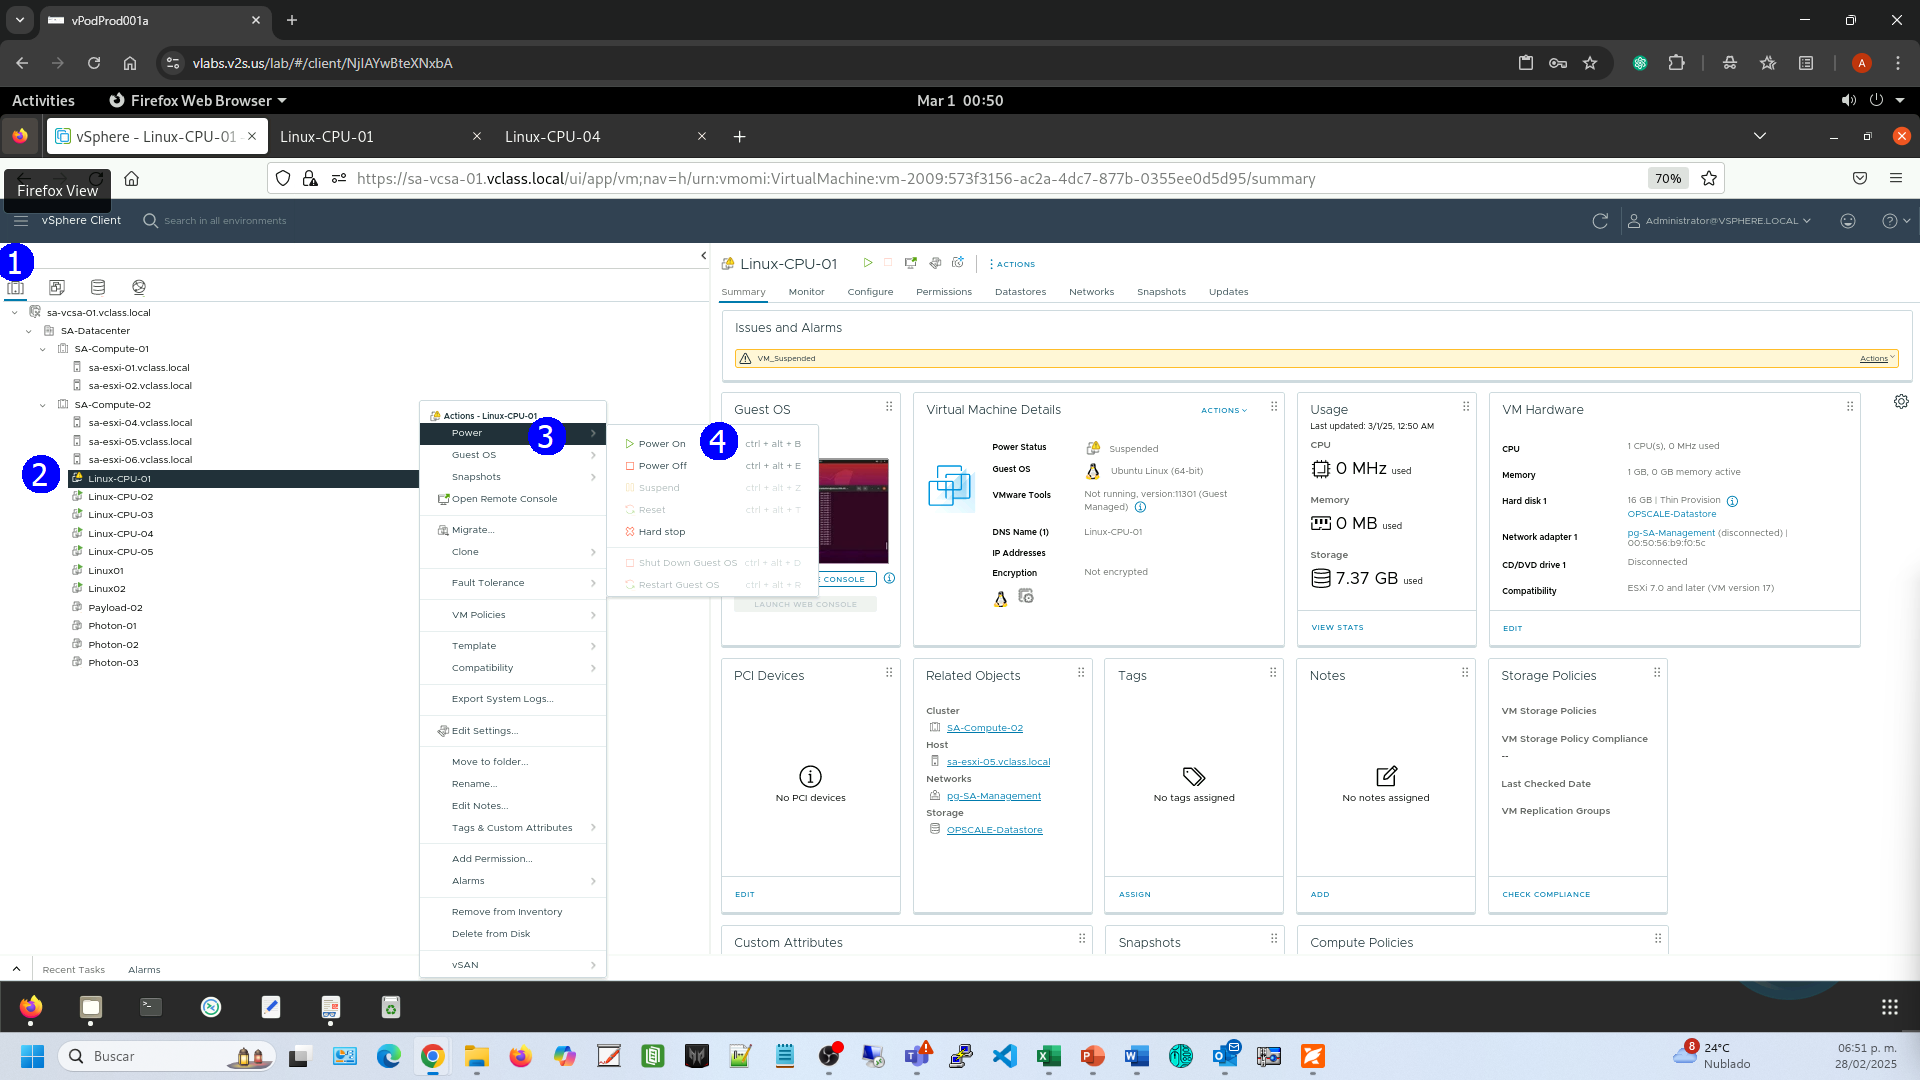 vPodProd001a
vlabs.v2s.us/lab/#/client/NjIAYwBteXNxbA
A
Activities
Firefox Web Browser
Mar 1 00:50
vSphere - Linux-CPU-01 -
Linux-CPU-01
Linux-CPU-04
https://sa-vcsa-01.vclass.local/ui/app/vm;nav=h/urn:vmomi:VirtualMachine:vm-2009:573f3156-ac2a-4dc7-877b-0355ee0d5d95/summary
70%
Firefox View
vSphere Client
Search in all environments
Administrator@VSPHERE.LOCAL
1
sa-vcsa-01.vclass.local
SA-Datacenter
SA-Compute-01
sa-esxi-01.vclass.local
sa-esxi-02.vclass.local
SA-Compute-02
sa-esxi-04.vclass.local
sa-esxi-05.vclass.local
sa-esxi-06.vclass.local
2
Linux-CPU-01
Linux-CPU-02
Linux-CPU-03
Linux-CPU-04
Linux-CPU-05
Linux01
Linux02
Payload-02
Photon-01
Photon-02
Photon-03
Actions - Linux-CPU-01
Power
3
Guest OS
Snapshots
Open Remote Console
Migrate...
Clone
Fault Tolerance
VM Policies
Template
Compatibility
Export System Logs...
Edit Settings...
Move to folder...
Rename...
Edit Notes...
Tags & Custom Attributes
Add Permission...
Alarms
Remove from Inventory
Delete from Disk
vSAN
Power On
4
ctrl + alt + B
Power Off ctrl + alt + E
Suspend ctrl + alt + Z
Reset ctrl + alt + T
Hard stop
Shut Down Guest OS ctrl + alt + D
Restart Guest OS ctrl + alt + R
Linux-CPU-01
ACTIONS
Summary Monitor Configure Permissions Datastores Networks Snapshots Updates
Issues and Alarms
VM_Suspended
Actions
Guest OS
E CONSOLE
LAUNCH WEB CONSOLE
Virtual Machine Details
ACTIONS
Power Status Suspended
Guest OS Ubuntu Linux (64-bit)
VMware Tools Not running, version:11301 (Guest
Managed)
DNS Name (1) Linux-CPU-01
IP Addresses
Encryption Not encrypted
Usage
Last updated: 3/1/25, 12:50 AM
CPU
0 MHz used
Memory
0 MB used
Storage
7.37 GB used
VIEW STATS
VM Hardware
CPU 1 CPU(s), 0 MHz used
Memory 1 GB, 0 GB memory active
Hard disk 1 16 GB | Thin Provision
OPSCALE-Datastore
Network adapter 1 pg-SA-Management (disconnected) |
00:50:56:b9:f0:5c
CD/DVD drive 1 Disconnected
Compatibility ESXi 7.0 and later (VM version 17)
EDIT
PCI Devices
No PCI devices
EDIT
Related Objects
Cluster
SA-Compute-02
Host
sa-esxi-05.vclass.local
Networks
pg-SA-Management
Storage
OPSCALE-Datastore
Tags
No tags assigned
ASSIGN
Notes
No notes assigned
ADD
Storage Policies
VM Storage Policies
VM Storage Policy Compliance
--
Last Checked Date
VM Replication Groups
CHECK COMPLIANCE
Custom Attributes
Snapshots
Compute Policies
Recent Tasks Alarms
Buscar
8
24°C
Nublado
06:51 p. m.
28/02/2025